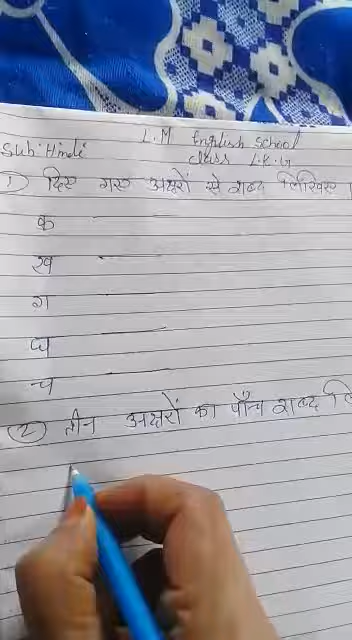 L.M English School
Sub: Hindi Class L.K.G
1) दिए गए अक्षरों से शब्द लिखिए।
क
ख
ग
घ
च
2) तीन अक्षरों का पाँच शब्द लि